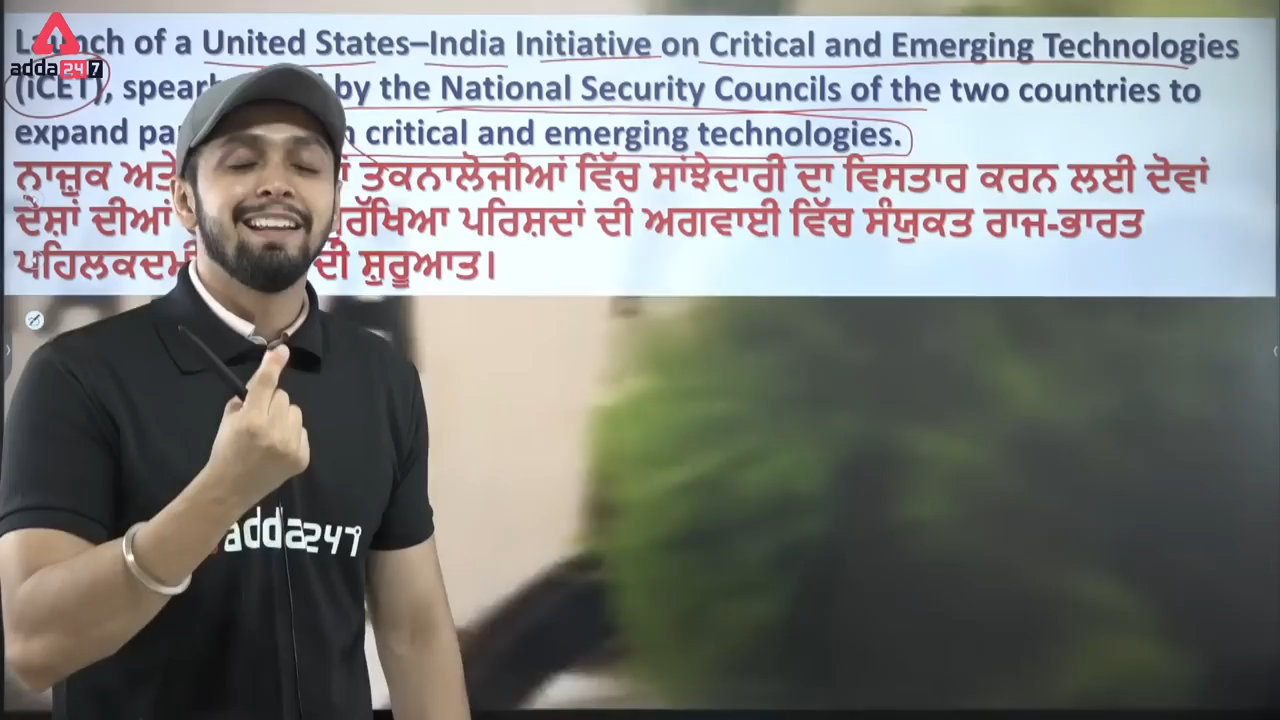 Launch of a United States–India Initiative on Critical and Emerging Technologies
adda247
(iCET), by the National Security Councils of the two countries to
expand critical and emerging technologies.
ਨਾਜ਼ੁਕ ਅਤੇ ਤਕਨਾਲੋਜੀਆਂ ਵਿੱਚ ਸਾਂਝੇਦਾਰੀ ਦਾ ਵਿਸਤਾਰ ਕਰਨ ਲਈ ਦੋਵਾਂ
ਦੇਸ਼ਾਂ ਦੀਆਂ ਸੁਰੱਖਿਆ ਪਰਿਸ਼ਦਾਂ ਦੀ ਅਗਵਾਈ ਵਿੱਚ ਸੰਯੁਕਤ ਰਾਜ-ਭਾਰਤ
ਦੀ ਸ਼ੁਰੂਆਤ।
adda247